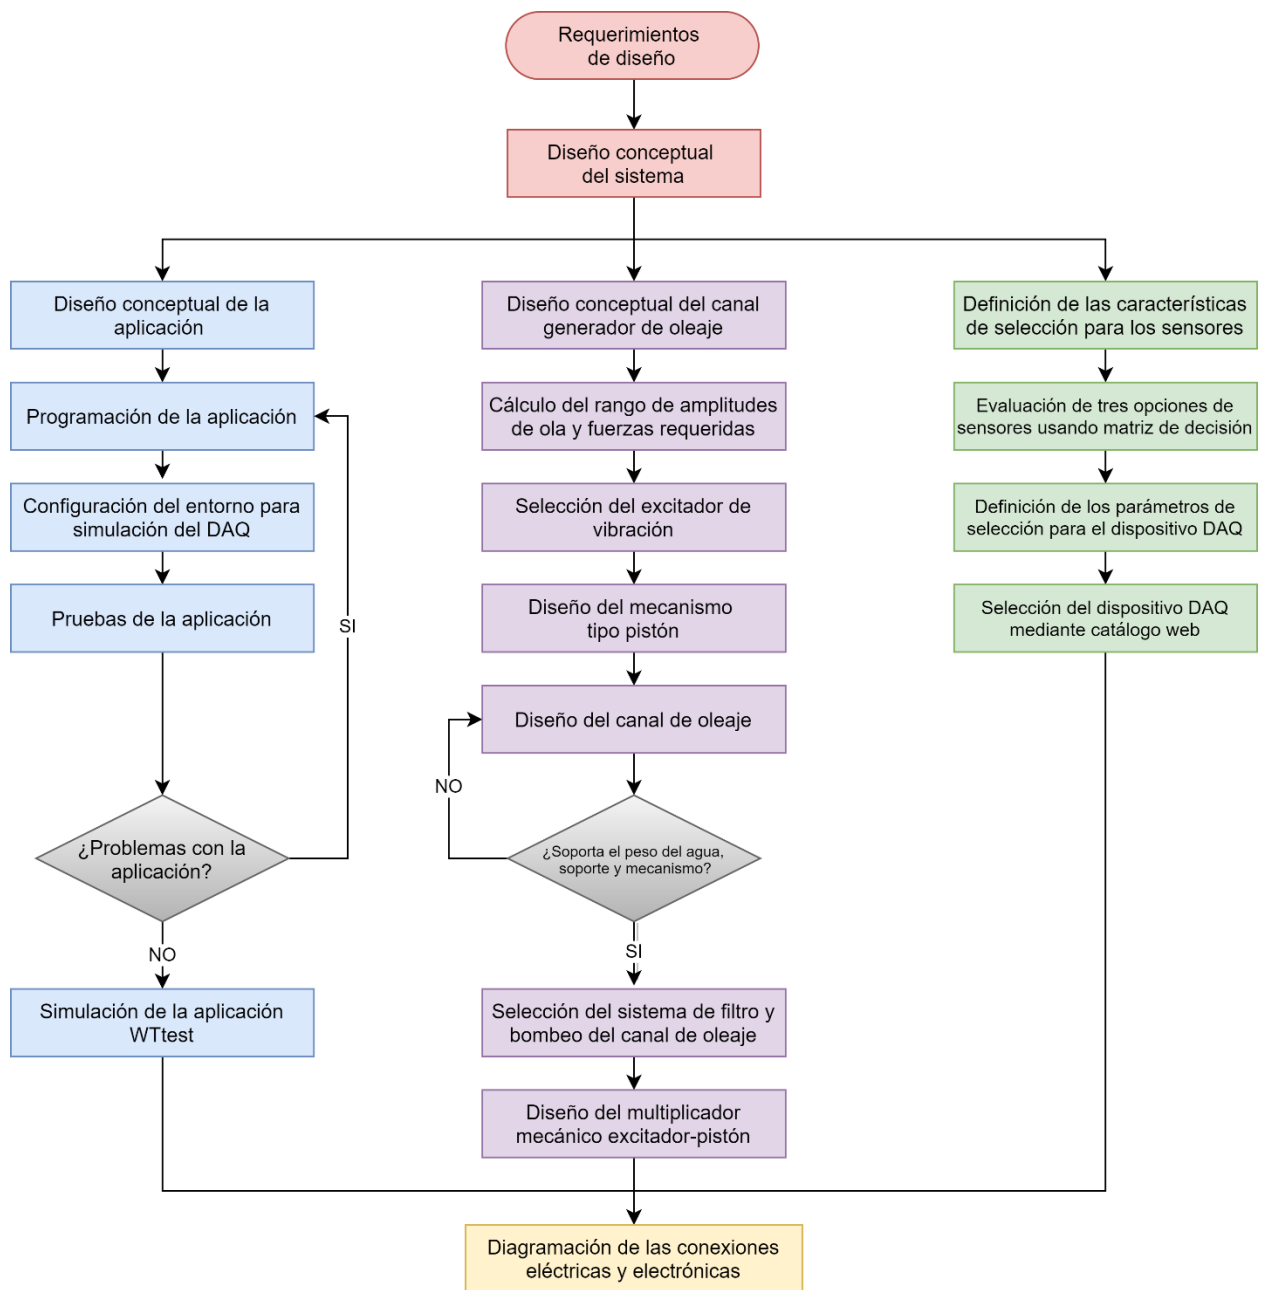 Requerimientos
de diseño
Diseño conceptual
del sistema
Diseño conceptual de la
aplicación
Programación de la aplicación
Configuración del entorno para
simulación del DAQ
Pruebas de la aplicación
SI
¿Problemas con la
aplicación?
NO
Simulación de la aplicación
WTtest
Diseño conceptual del canal
generador de oleaje
Cálculo del rango de amplitudes
de ola y fuerzas requeridas
Selección del excitador de
vibración
Diseño del mecanismo
tipo pistón
Diseño del canal de oleaje
NO
¿Soporta el peso del agua,
soporte y mecanismo?
SI
Selección del sistema de filtro y
bombeo del canal de oleaje
Diseño del multiplicador
mecánico excitador-pistón
Definición de las características
de selección para los sensores
Evaluación de tres opciones de
sensores usando matriz de decisión
Definición de los parámetros de
selección para el dispositivo DAQ
Selección del dispositivo DAQ
mediante catálogo web
Diagramación de las conexiones
eléctricas y electrónicas